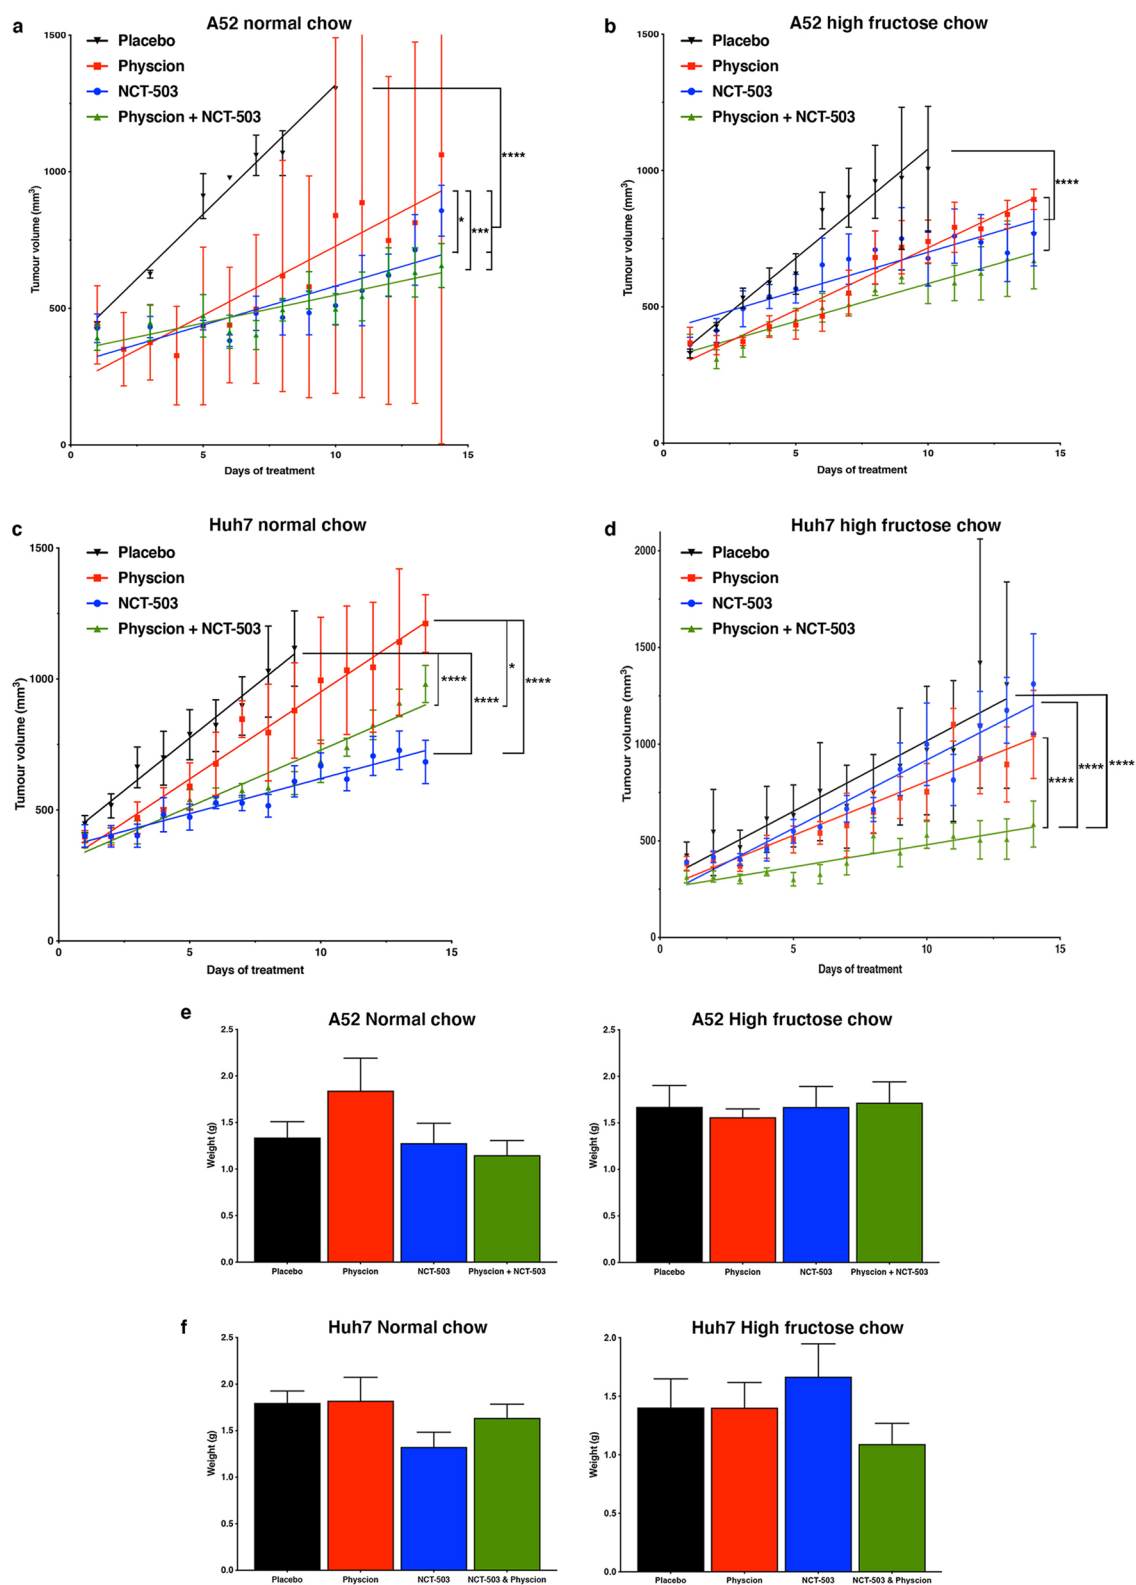 a
A52 normal chow
Placebo
Physcion
NCT-503
Physcion + NCT-503
1500
1000
500
0
Tumour volume (mm3)
0
5
10
15
Days of treatment
*
***
****
b
A52 high fructose chow
Placebo
Physcion
NCT-503
Physcion + NCT-503
1500
1000
500
0
Tumour volume (mm3)
0
5
10
15
Days of treatment
****
c
Huh7 normal chow
Placebo
Physcion
NCT-503
Physcion + NCT-503
1500
1000
500
0
Tumour volume (mm3)
0
5
10
15
Days of treatment
****
****
*
****
d
Huh7 high fructose chow
Placebo
Physcion
NCT-503
Physcion + NCT-503
2000
1500
1000
500
0
Tumour volume (mm3)
0
5
10
15
Days of treatment
****
****
****
e
A52 Normal chow
2.5
2.0
1.5
1.0
0.5
0.0
Weight (g)
Placebo
Physcion
NCT-503
Physcion + NCT-503
A52 High fructose chow
2.5
2.0
1.5
1.0
0.5
0.0
Weight (g)
Placebo
Physcion
NCT-503
Physcion + NCT-503
f
Huh7 Normal chow
2.5
2.0
1.5
1.0
0.5
0.0
Weight (g)
Placebo
Physcion
NCT-503
NCT-503 & Physcion
Huh7 High fructose chow
2.0
1.5
1.0
0.5
0.0
Weight (g)
Placebo
Physcion
NCT-503
NCT-503 & Physcion